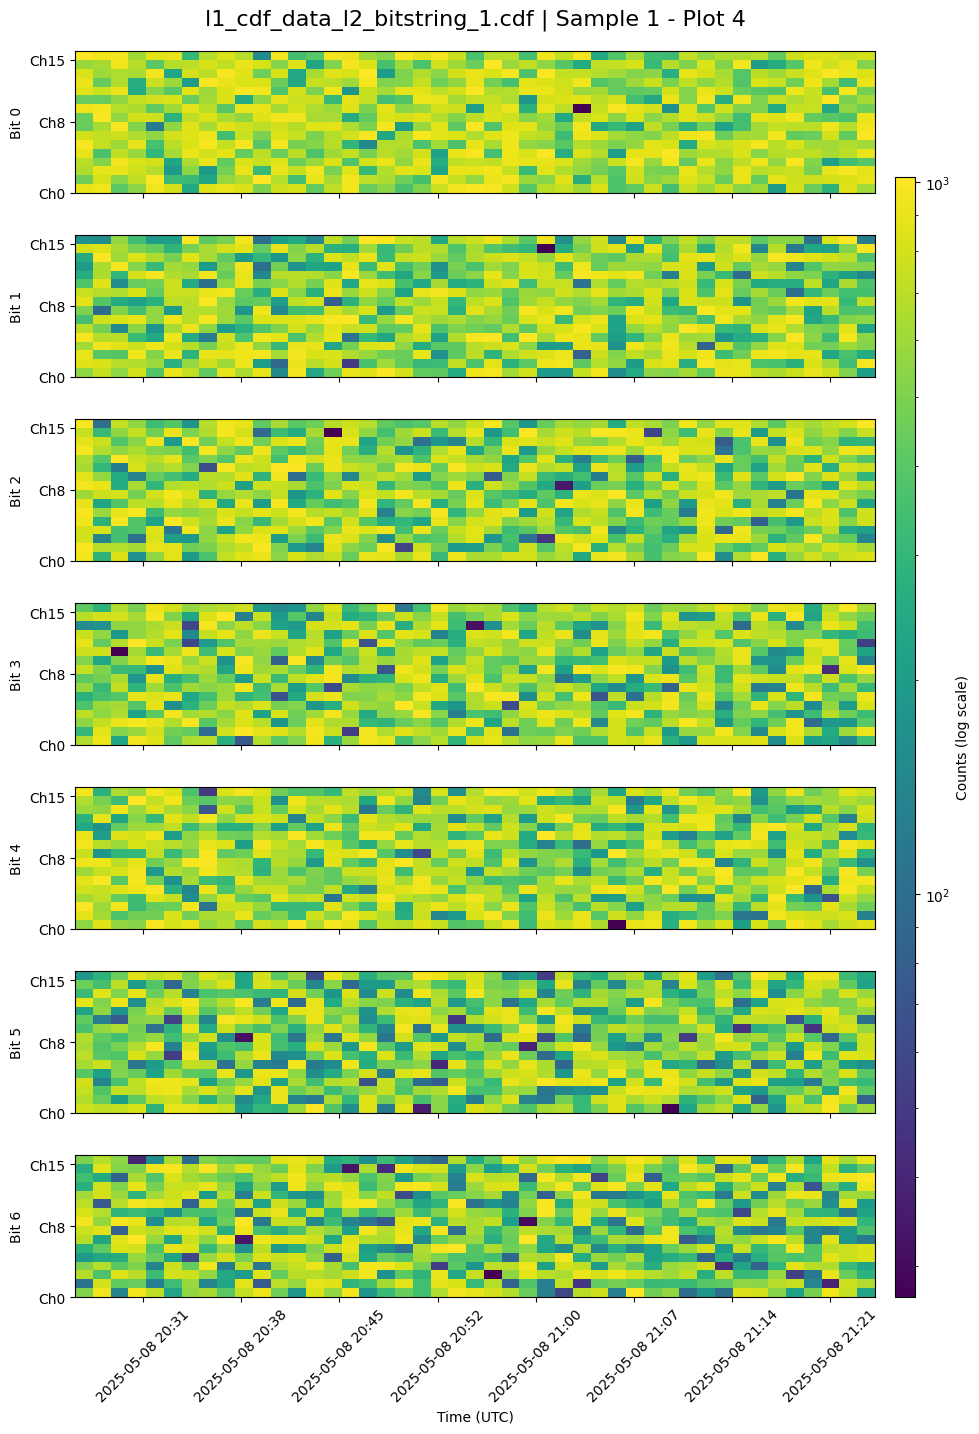 l1_cdf_data_l2_bitstring_1.cdf | Sample 1 - Plot 4
Ch15
Ch8
Ch0
Bit 0
Ch15
Ch8
Ch0
Bit 1
Ch15
Ch8
Ch0
Bit 2
Ch15
Ch8
Ch0
Bit 3
Ch15
Ch8
Ch0
Bit 4
Ch15
Ch8
Ch0
Bit 5
Ch15
Ch8
Ch0
Bit 6
2025-05-08 20:31
2025-05-08 20:38
2025-05-08 20:45
2025-05-08 20:52
2025-05-08 21:00
2025-05-08 21:07
2025-05-08 21:14
2025-05-08 21:21
Time (UTC)
10³
10²
Counts (log scale)